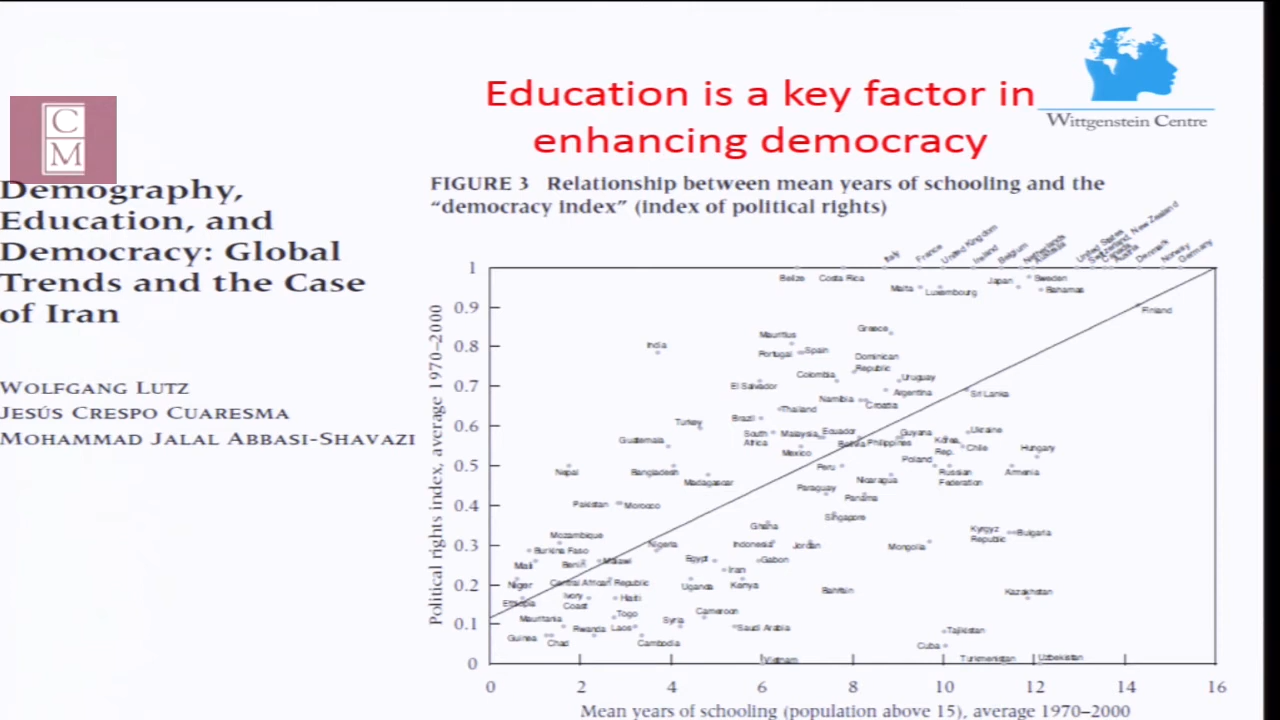 Education is a key factor in
enhancing democracy
Wittgenstein Centre
C
M
Demography,
Education, and
Democracy: Global
Trends and the Case
of Iran
WOLFGANG LUTZ
JESÚS CRESPO CUARESMA
MOHAMMAD JALAL ABBASI-SHAVAZI
FIGURE 3 Relationship between mean years of schooling and the
“democracy index” (index of political rights)
Italy
France
United Kingdom
Ireland
Belgium
Netherlands
United States
Switzerland, New Zealand
Austria
Denmark
Norway
Germany
Political rights index, average 1970–2000
1
0.9
0.8
0.7
0.6
0.5
0.4
0.3
0.2
0.1
0
Belize
Costa Rica
Malta
Luxembourg
Japan
Sweden
Bahamas
Finland
India
Mauritius
Portugal
Spain
Greece
Dominican
Republic
Colombia
Uruguay
El Salvador
Argentina
Sri Lanka
Namibia
Croatia
Thailand
Turkey
Brazil
Guatemala
South
Africa
Malaysia
Ecuador
Bolivia
Philippines
Guyana
Korea,
Rep.
Ukraine
Chile
Hungary
Mexico
Poland
Nepal
Bangladesh
Madagascar
Peru
Nicaragua
Russian
Federation
Armenia
Paraguay
Panama
Pakistan
Morocco
Singapore
Ghana
Mozambique
Kyrgyz
Republic
Bulgaria
Burkina Faso
Nigeria
Indonesia
Jordan
Mongolia
Mali
Benin
Malawi
Egypt
Gabon
Iran
Niger
Central African Republic
Uganda
Kenya
Bahrain
Kazakhstan
Ethiopia
Ivory
Coast
Haiti
Mauritania
Togo
Cameroon
Syria
Rwanda
Laos
Saudi Arabia
Tajikistan
Guinea
Chad
Cambodia
Cuba
Vietnam
Turkmenistan
Uzbekistan
0 2 4 6 8 10 12 14 16
Mean years of schooling (population above 15), average 1970–2000